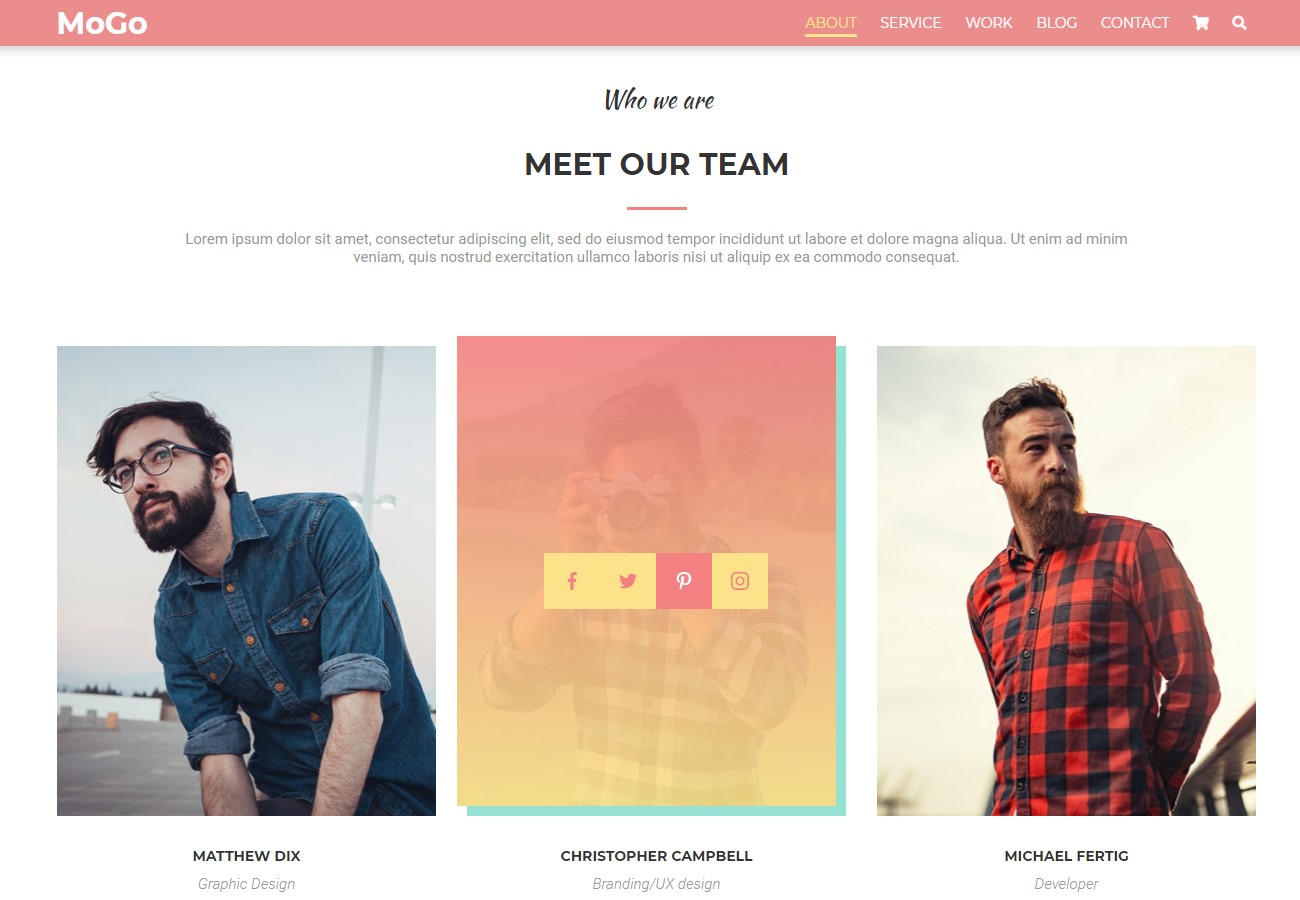 MoGo
ABOUT SERVICE WORK BLOG CONTACT
Who we are
MEET OUR TEAM
Lorem ipsum dolor sit amet, consectetur adipiscing elit, sed do eiusmod tempor incididunt ut labore et dolore magna aliqua. Ut enim ad minim
veniam, quis nostrud exercitation ullamco laboris nisi ut aliquip ex ea commodo consequat.
MATTHEW DIX
Graphic Design
CHRISTOPHER CAMPBELL
Branding/UX design
MICHAEL FERTIG
Developer